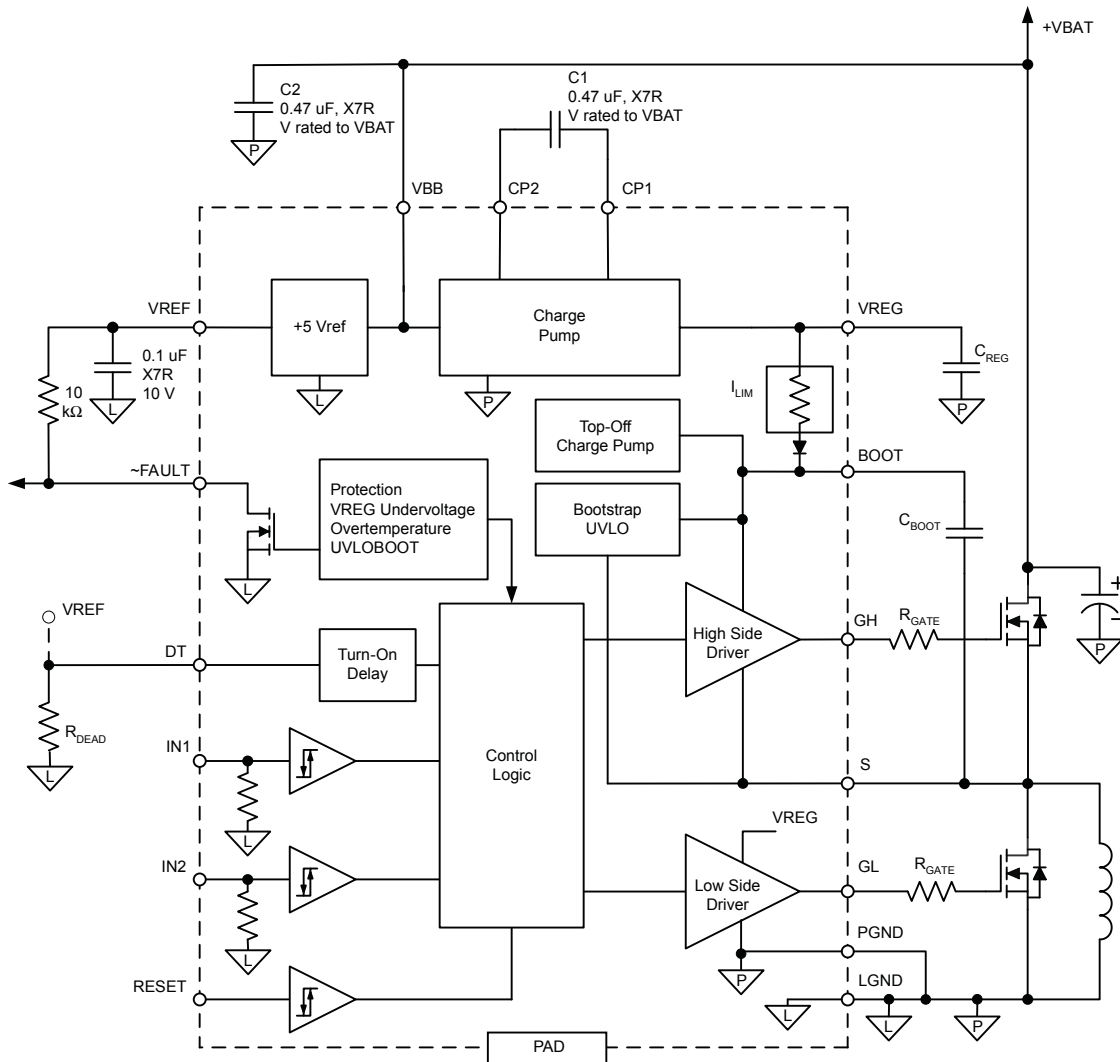 +VBAT
C2
0.47 uF, X7R
V rated to VBAT
P
C1
0.47 uF, X7R
V rated to VBAT
VBB
CP2
CP1
VREF
+5 Vref
Charge
Pump
VREG
10
kΩ
0.1 uF
X7R
10 V
L
L
P
I_LIM
C_REG
P
Top-Off
Charge Pump
BOOT
~FAULT
Protection
VREG Undervoltage
Overtemperature
UVLOBOOT
Bootstrap
UVLO
C_BOOT
L
VREF
DT
Turn-On
Delay
High Side
Driver
GH
R_GATE
+
−
P
R_DEAD
L
IN1
L
Control
Logic
S
VREG
IN2
L
Low Side
Driver
GL
R_GATE
PGND
P
RESET
LGND
L
L
P
PAD